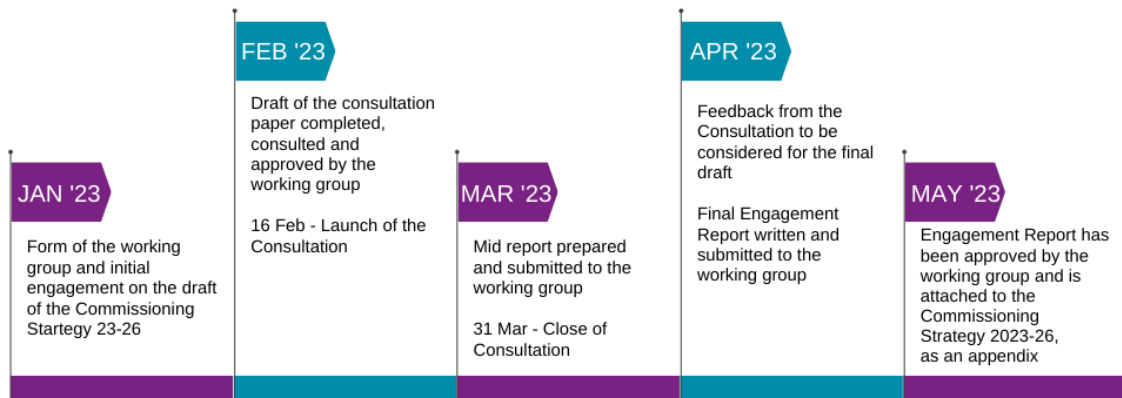 JAN '23
Form of the working
group and initial
engagement on the draft
of the Commissioning
Startegy 23-26
FEB '23
Draft of the consultation
paper completed,
consulted and
approved by the
working group
16 Feb - Launch of the
Consultation
MAR '23
Mid report prepared
and submitted to the
working group
31 Mar - Close of
Consultation
APR '23
Feedback from the
Consultation to be
considered for the final
draft
Final Engagement
Report written and
submitted to the
working group
MAY '23
Engagement Report has
been approved by the
working group and is
attached to the
Commissioning
Strategy 2023-26,
as an appendix